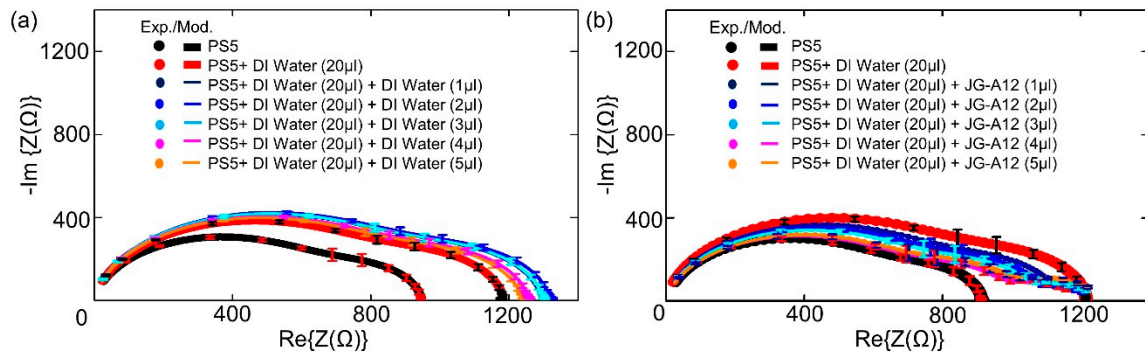 (a)
Exp./Mod.
PS5
PS5+ DI Water (20µl)
PS5+ DI Water (20µl) + DI Water (1µl)
PS5+ DI Water (20µl) + DI Water (2µl)
PS5+ DI Water (20µl) + DI Water (3µl)
PS5+ DI Water (20µl) + DI Water (4µl)
PS5+ DI Water (20µl) + DI Water (5µl)
-Im {Z(Ω)}
1200
800
400
0
400
800
1200
Re{Z(Ω)}
(b)
Exp./Mod.
PS5
PS5+ DI Water (20µl)
PS5+ DI Water (20µl) + JG-A12 (1µl)
PS5+ DI Water (20µl) + JG-A12 (2µl)
PS5+ DI Water (20µl) + JG-A12 (3µl)
PS5+ DI Water (20µl) + JG-A12 (4µl)
PS5+ DI Water (20µl) + JG-A12 (5µl)
-Im {Z(Ω)}
1200
800
400
0
400
800
1200
Re{Z(Ω)}